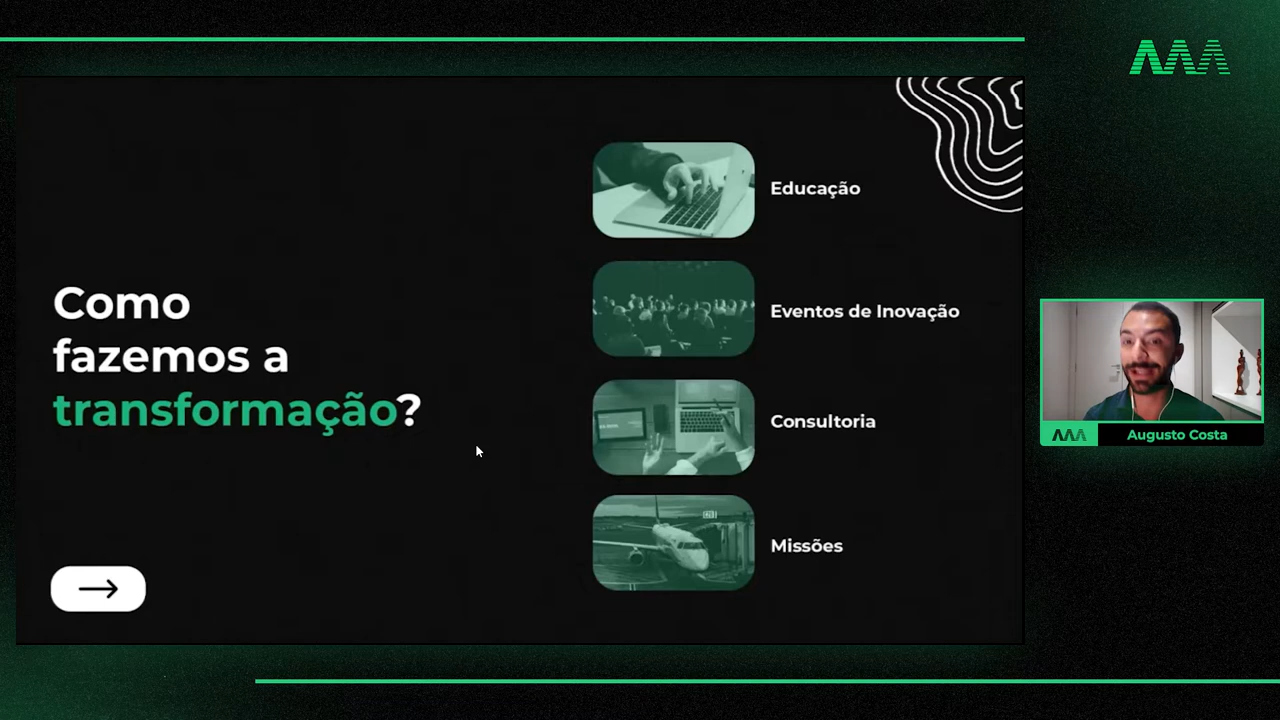 Como
fazemos a
transformação?
Educação
Eventos de Inovação
Consultoria
Missões
Augusto Costa